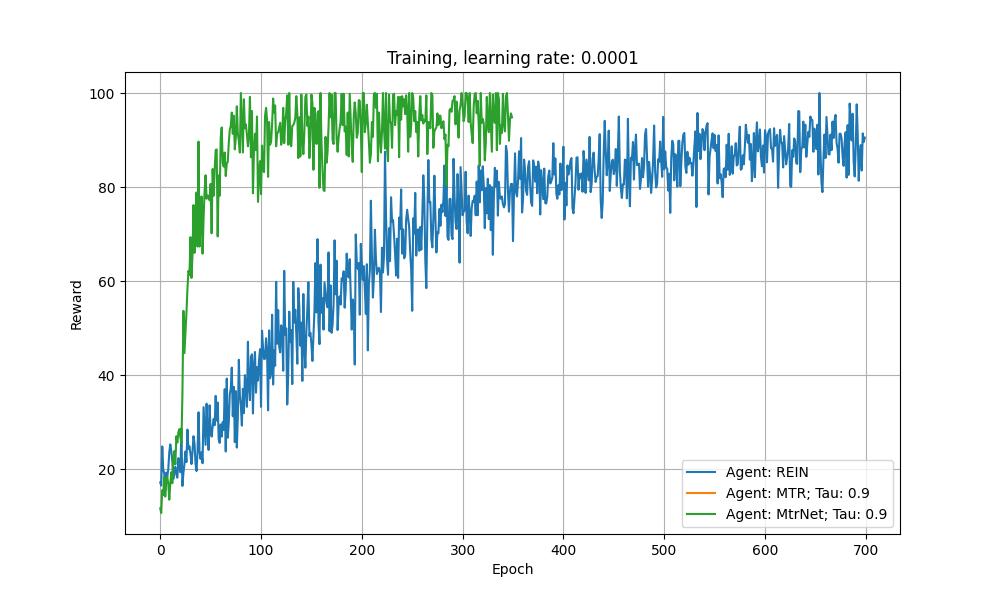 Training, learning rate: 0.0001
Reward
100
80
60
40
20
0
100
200
300
400
500
600
700
Epoch
Agent: REIN
Agent: MTR; Tau: 0.9
Agent: MtrNet; Tau: 0.9